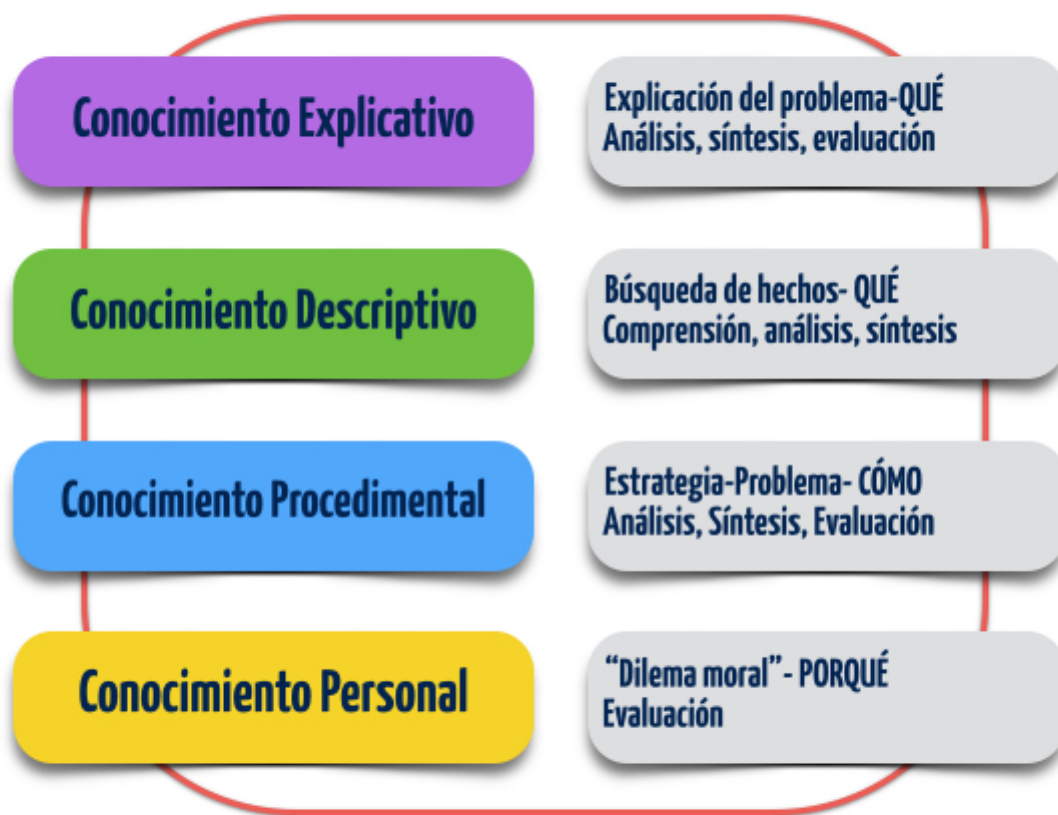 Conocimiento Explicativo
Explicación del problema-QUÉ
Análisis, síntesis, evaluación
Conocimiento Descriptivo
Búsqueda de hechos- QUÉ
Comprensión, análisis, síntesis
Conocimiento Procedimental
Estrategia-Problema- CÓMO
Análisis, Síntesis, Evaluación
Conocimiento Personal
“Dilema moral”- PORQUÉ
Evaluación